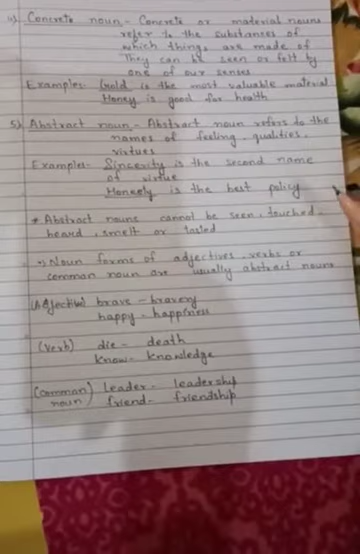 4) Concrete noun - Concrete or material nouns
refer to the substances of
which things are made of
They can be seen or felt by
one of our senses
Examples- Gold is the most valuable material
Honey is good for health
5) Abstract noun - Abstract noun refers to the
names of feeling, qualities,
virtues
Examples- Sincerity is the second name
of virtue
Honesty is the best policy
* Abstract nouns cannot be seen, touched,
heard, smelt or tasted
Noun forms of adjectives, verbs or
common noun are usually abstract nouns
(Adjective) brave - bravery
happy - happiness
(Verb) die - death
know - knowledge
(Common noun) leader - leadership
friend - friendship